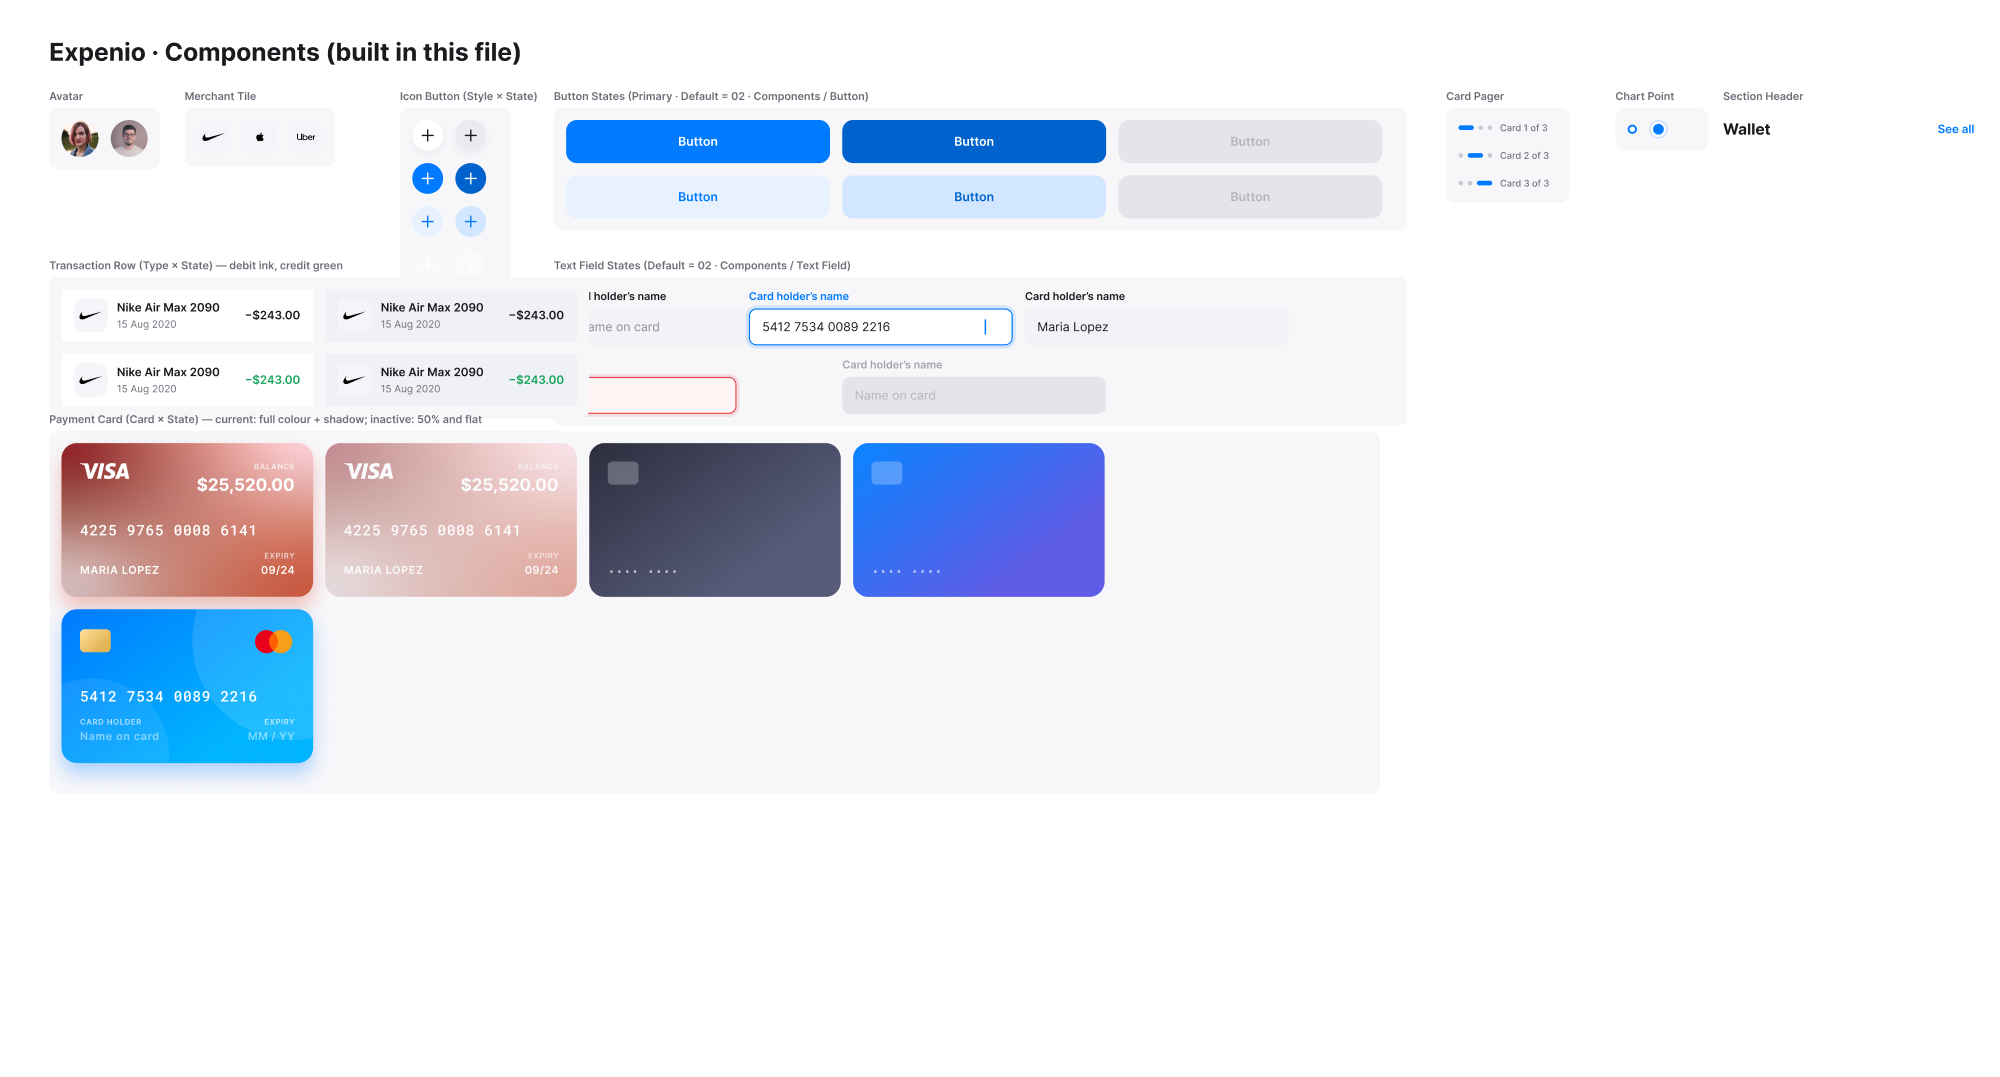 Expenio · Components (built in this file)
Avatar
Merchant Tile
Uber
Icon Button (Style × State)
Button States (Primary · Default = 02 · Components / Button)
Button
Button
Button
Button
Button
Button
Card Pager
Card 1 of 3
Card 2 of 3
Card 3 of 3
Chart Point
Section Header
Wallet
See all
Transaction Row (Type × State) — debit ink, credit green
Nike Air Max 2090
15 Aug 2020
−$243.00
Nike Air Max 2090
15 Aug 2020
−$243.00
Nike Air Max 2090
15 Aug 2020
−$243.00
Nike Air Max 2090
15 Aug 2020
−$243.00
Text Field States (Default = 02 · Components / Text Field)
holder’s name
ame on card
Card holder’s name
5412 7534 0089 2216
Card holder’s name
Maria Lopez
Card holder’s name
Name on card
Payment Card (Card × State) — current: full colour + shadow; inactive: 50% and flat
VISA
BALANCE
$25,520.00
4225 9765 0008 6141
EXPIRY
MARIA LOPEZ
09/24
VISA
BALANCE
$25,520.00
4225 9765 0008 6141
EXPIRY
MARIA LOPEZ
09/24
•••• ••••
•••• ••••
5412 7534 0089 2216
CARD HOLDER
EXPIRY
Name on card
MM / YY